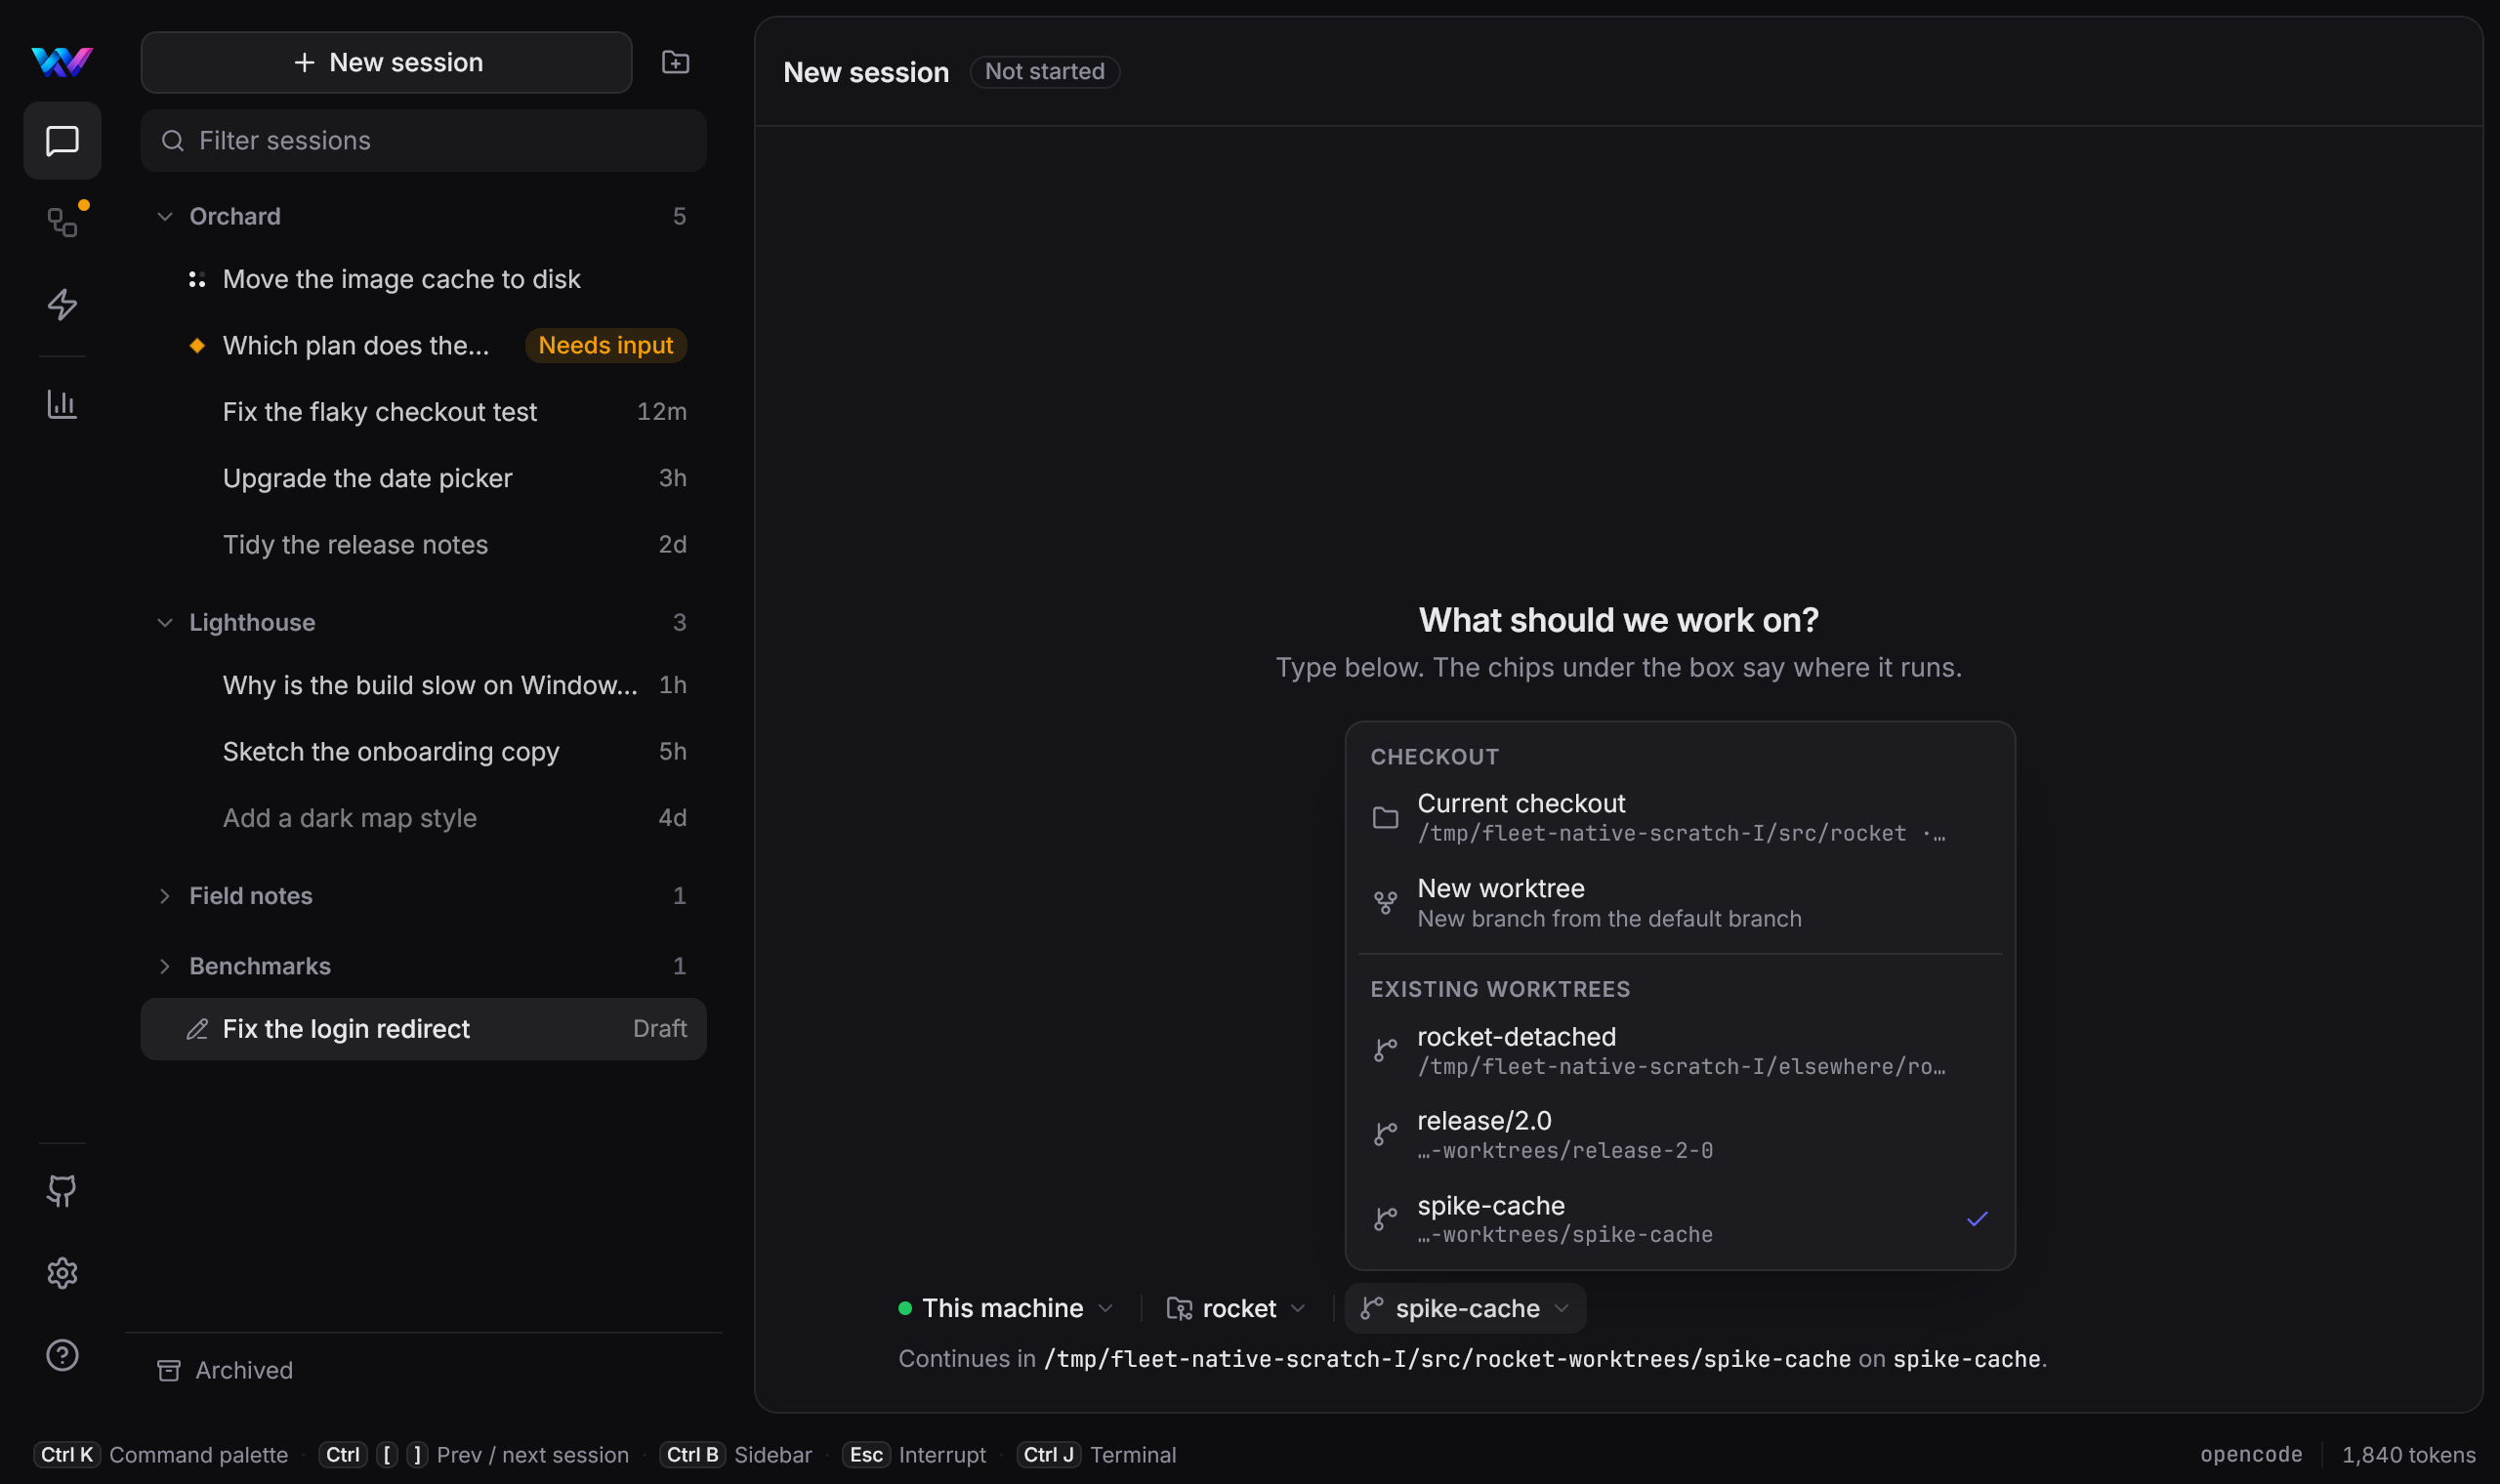 New session
Filter sessions
Orchard 5
Move the image cache to disk
Which plan does the... Needs input
Fix the flaky checkout test 12m
Upgrade the date picker 3h
Tidy the release notes 2d
Lighthouse 3
Why is the build slow on Window... 1h
Sketch the onboarding copy 5h
Add a dark map style 4d
Field notes 1
Benchmarks 1
Fix the login redirect Draft
Archived
New session Not started
What should we work on?
Type below. The chips under the box say where it runs.
CHECKOUT
Current checkout
/tmp/fleet-native-scratch-I/src/rocket ·…
New worktree
New branch from the default branch
EXISTING WORKTREES
rocket-detached
/tmp/fleet-native-scratch-I/elsewhere/ro…
release/2.0
…-worktrees/release-2-0
spike-cache
…-worktrees/spike-cache
This machine rocket spike-cache
Continues in /tmp/fleet-native-scratch-I/src/rocket-worktrees/spike-cache on spike-cache.
Ctrl K Command palette · Ctrl [ ] Prev / next session · Ctrl B Sidebar · Esc Interrupt · Ctrl J Terminal opencode 1,840 tokens